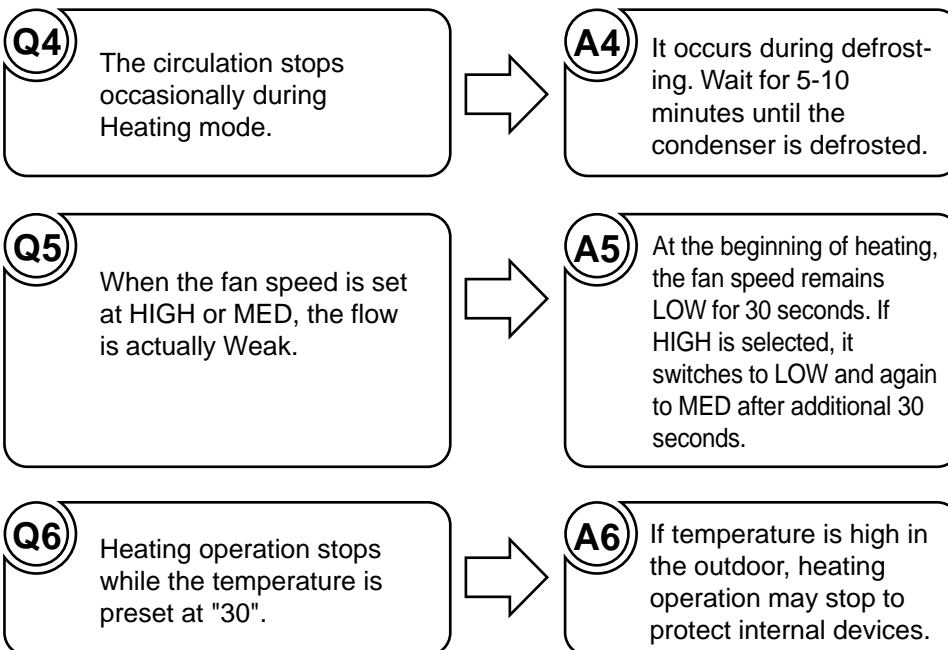 Q4
The circulation stops
occasionally during
Heating mode.
A4
It occurs during defrost-
ing. Wait for 5-10
minutes until the
condenser is defrosted.
Q5
When the fan speed is set
at HIGH or MED, the flow
is actually Weak.
A5
At the beginning of heating,
the fan speed remains
LOW for 30 seconds. If
HIGH is selected, it
switches to LOW and again
to MED after additional 30
seconds.
Q6
Heating operation stops
while the temperature is
preset at "30".
A6
If temperature is high in
the outdoor, heating
operation may stop to
protect internal devices.